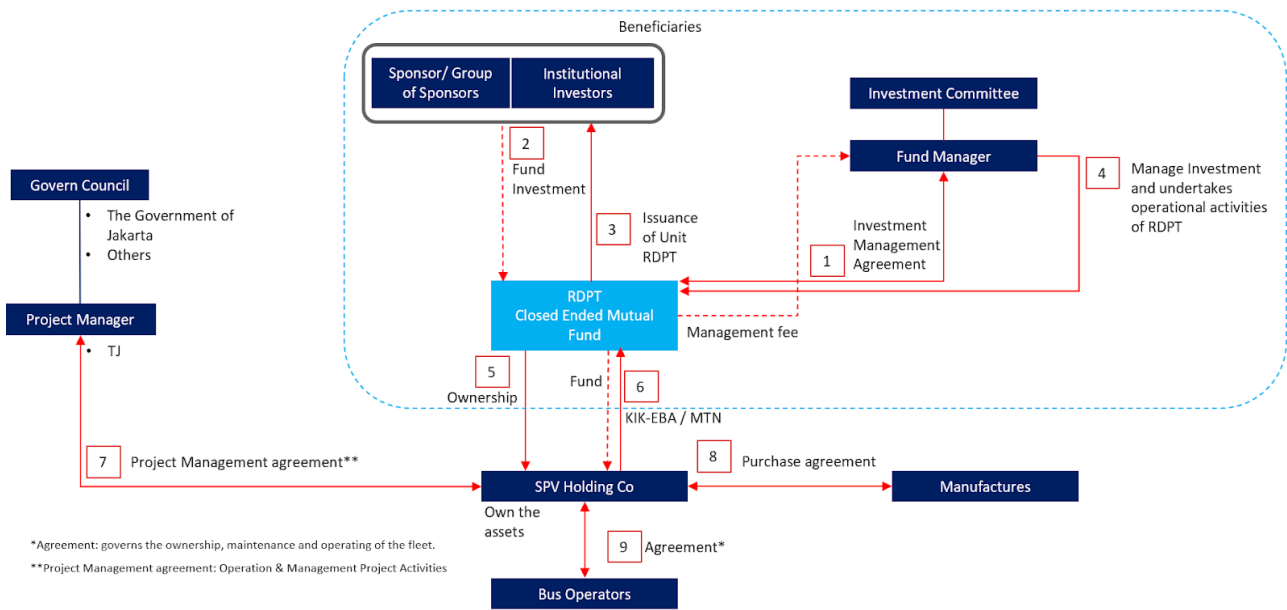 Beneficiaries
Sponsor/ Group
of Sponsors
Institutional
Investors
Investment Committee
Fund Manager
2
Fund
Investment
3
Issuance
of Unit
RDPT
1
Investment
Management
Agreement
4
Manage Investment
and undertakes
operational activities
of RDPT
Govern Council
• The Government of
Jakarta
• Others
Project Manager
• TJ
RDPT
Closed Ended Mutual
Fund
Management fee
5
Ownership
Fund
6
KIK-EBA / MTN
7
Project Management agreement**
8
Purchase agreement
SPV Holding Co
Manufactures
Own the
assets
9
Agreement*
Bus Operators
*Agreement: governs the ownership, maintenance and operating of the fleet.
**Project Management agreement: Operation & Management Project Activities